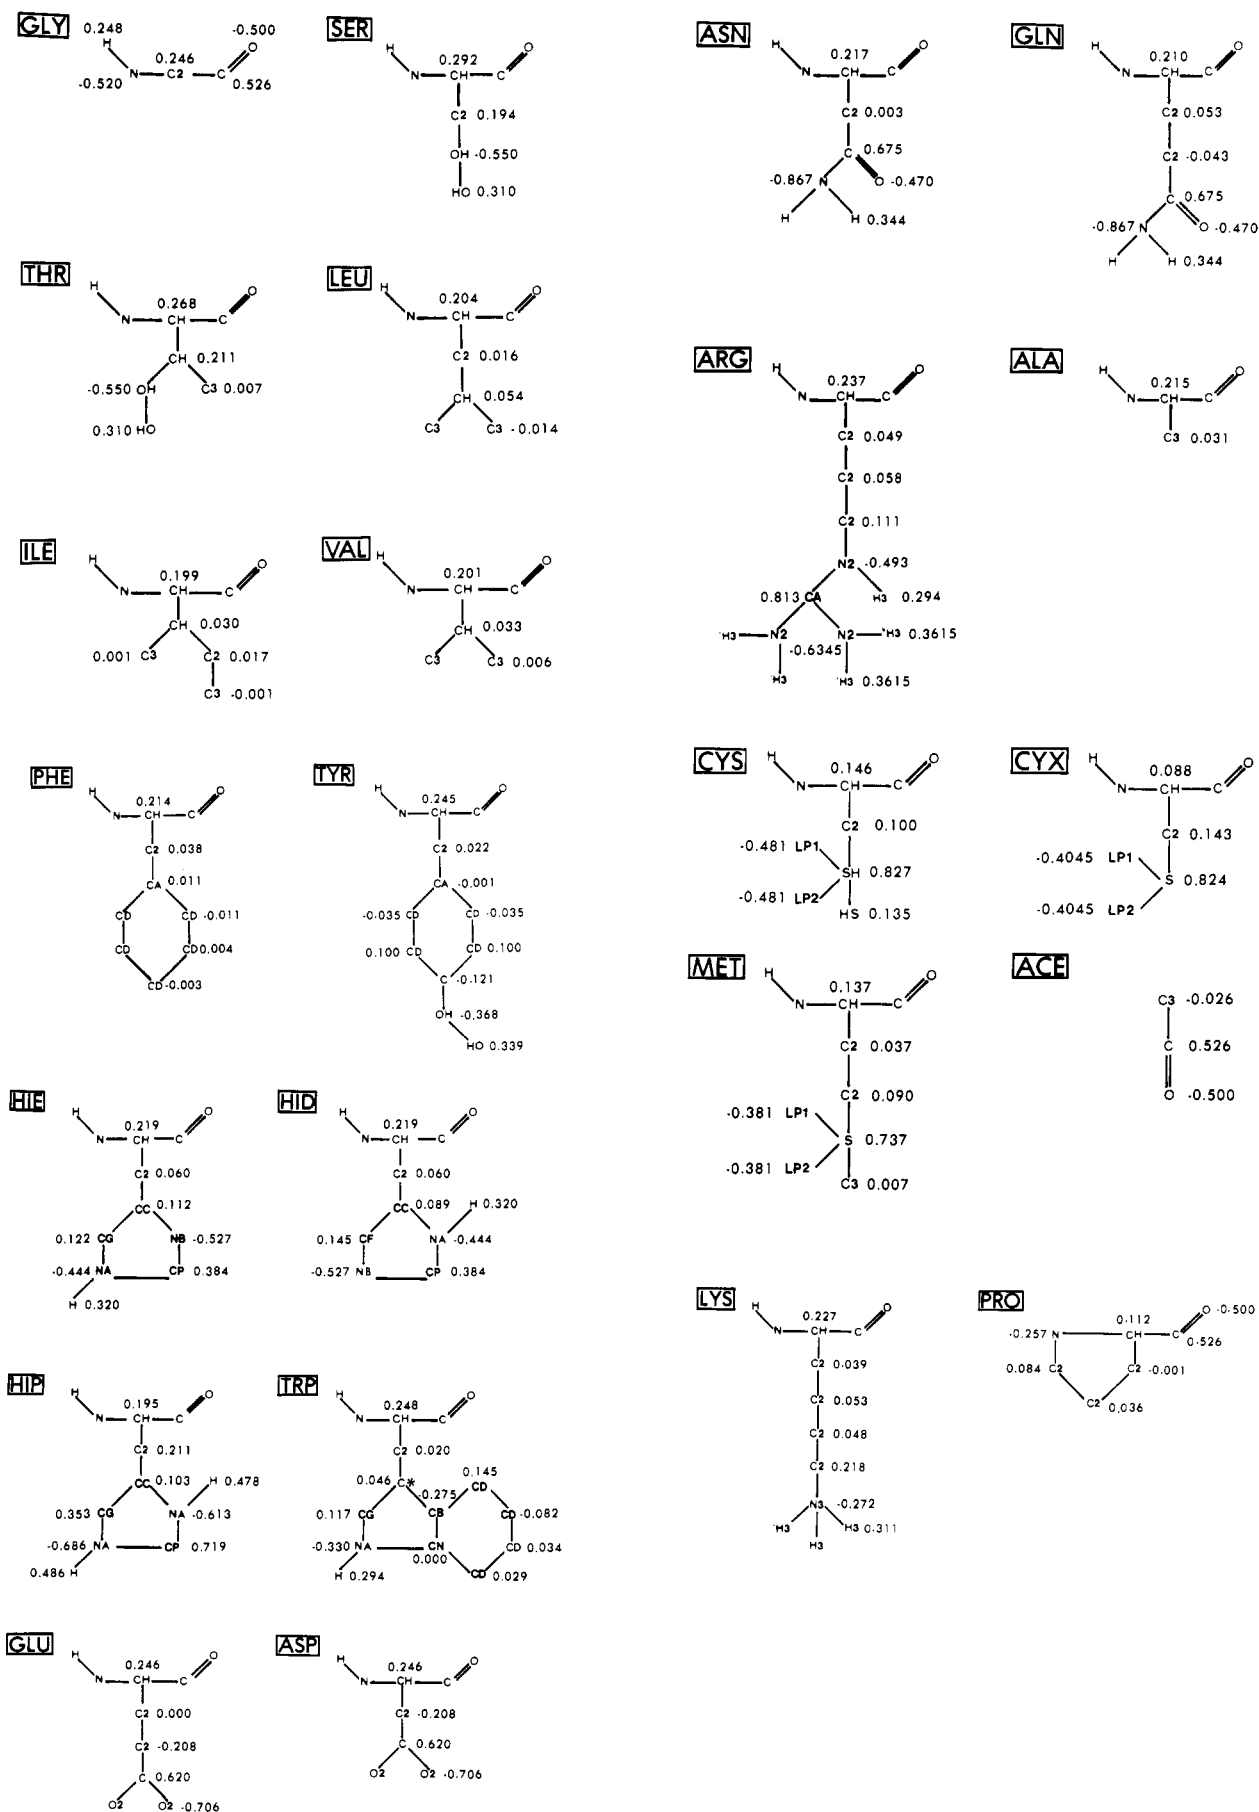 GLY
0.248 -0.500
H O
0.246
N C2 C
-0.520 0.526
SER
H O
0.292
N CH C
C2 0.194
OH -0.550
HO 0.310
ASN
H O
0.217
N CH C
C2 0.003
C 0.675
-0.867 N O -0.470
H H 0.344
GLN
H O
0.210
N CH C
C2 0.053
C2 -0.043
C 0.675
-0.867 N O -0.470
H H 0.344
THR
H O
0.268
N CH C
CH 0.211
-0.550 OH C3 0.007
0.310 HO
LEU
H O
0.204
N CH C
C2 0.016
CH 0.054
C3 C3 -0.014
ARG
H O
0.237
N CH C
C2 0.049
C2 0.058
C2 0.111
N2 -0.493
0.813 CA H3 0.294
H3 N2 N2 H3 0.3615
-0.6345
H3 H3 0.3615
ALA
H O
0.215
N CH C
C3 0.031
ILE
H O
0.199
N CH C
CH 0.030
0.001 C3 C2 0.017
C3 -0.001
VAL
H O
0.201
N CH C
CH 0.033
C3 C3 0.006
PHE
H O
0.214
N CH C
C2 0.038
CA 0.011
CD CD -0.011
CD CD 0.004
CD -0.003
TYR
H O
0.245
N CH C
C2 0.022
CA -0.001
-0.035 CD CD -0.035
0.100 CD CD 0.100
C -0.121
OH -0.368
HO 0.339
CYS
H O
0.146
N CH C
C2 0.100
-0.481 LP1
SH 0.827
-0.481 LP2
HS 0.135
CYX
H O
0.088
N CH C
C2 0.143
-0.4045 LP1
S 0.824
-0.4045 LP2
MET
H O
0.137
N CH C
C2 0.037
C2 0.090
-0.381 LP1
S 0.737
-0.381 LP2
C3 0.007
ACE
C3 -0.026
C 0.526
O -0.500
HIE
H O
0.219
N CH C
C2 0.060
CC 0.112
0.122 CG NB -0.527
-0.444 NA CP 0.384
H 0.320
HID
H O
0.219
N CH C
C2 0.060
CC 0.089 H 0.320
0.145 CF NA -0.444
-0.527 NB CP 0.384
LYS
H O
0.227
N CH C
C2 0.039
C2 0.053
C2 0.048
C2 0.218
N3 -0.272
H3 H3 0.311
H3
PRO
O -0.500
0.112
-0.257 N CH C
0.526
0.084 C2 C2 -0.001
C2 0.036
HIP
H O
0.195
N CH C
C2 0.211
CC 0.103 H 0.478
0.353 CG NA -0.613
-0.686 NA CP 0.719
0.486 H
TRP
H O
0.248
N CH C
C2 0.020
0.046 C* 0.145
-0.275 CD
0.117 CG CB CD -0.082
-0.330 NA CN CD 0.034
0.000
H 0.294 CD 0.029
GLU
H O
0.246
N CH C
C2 0.000
C2 -0.208
C 0.620
O2 O2 -0.706
ASP
H O
0.246
N CH C
C2 -0.208
C 0.620
O2 O2 -0.706